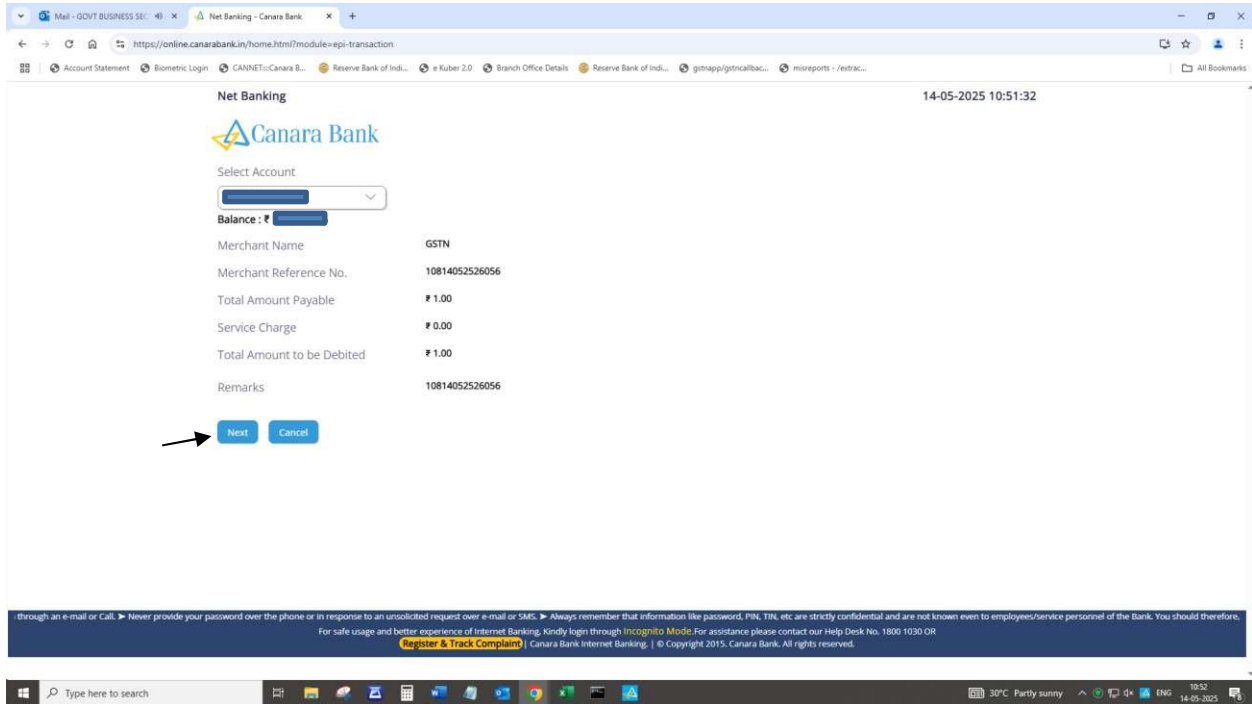 Mail - GOVT BUSINESS SEC
Net Banking - Canara Bank
https://online.canarabank.in/home.html?module=epi-transaction
Account Statement Biometric Login CANNET:::Canara B... Reserve Bank of Indi... e Kuber 2.0 Branch Office Details Reserve Bank of Indi... gstnapp/gstncallbac... misreports - /extrac... All Bookmarks
Net Banking 14-05-2025 10:51:32
Canara Bank
Select Account
Balance : ₹
Merchant Name GSTN
Merchant Reference No. 10814052526056
Total Amount Payable ₹ 1.00
Service Charge ₹ 0.00
Total Amount to be Debited ₹ 1.00
Remarks 10814052526056
Next Cancel
through an e-mail or Call. ➤ Never provide your password over the phone or in response to an unsolicited request over e-mail or SMS. ➤ Always remember that information like password, PIN, TIN, etc are strictly confidential and are not known even to employees/service personnel of the Bank. You should therefore,
For safe usage and better experience of Internet Banking, Kindly login through Incognito Mode.For assistance please contact our Help Desk No. 1800 1030 OR
Register & Track Complaint | Canara Bank Internet Banking. | © Copyright 2015. Canara Bank. All rights reserved.
Type here to search 30°C Partly sunny ENG 10:52
14-05-2025